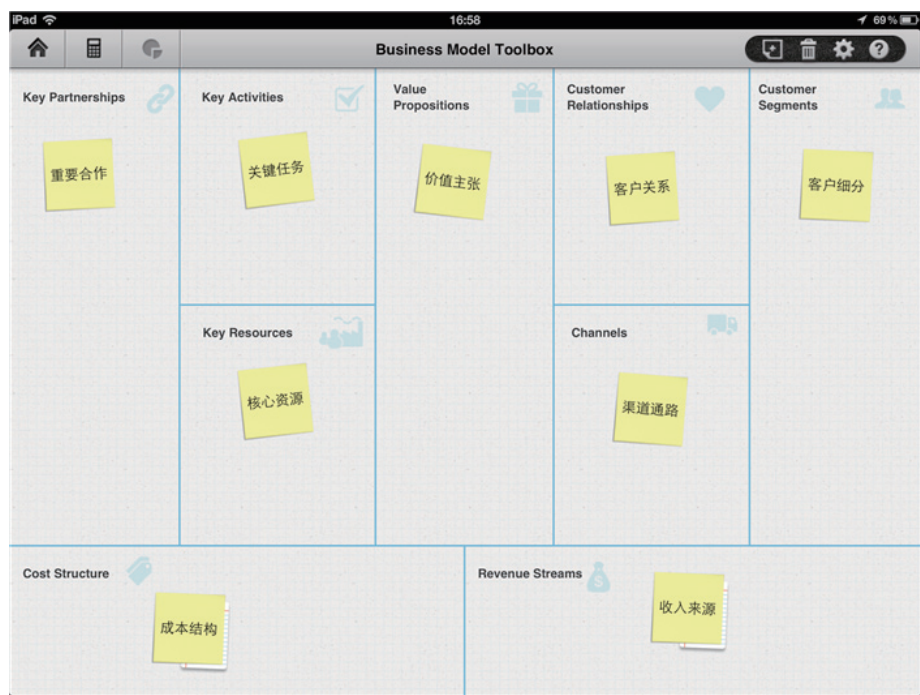 iPad
16:58
69%
Business Model Toolbox
Key Partnerships
重要合作
Key Activities
关键任务
Key Resources
核心资源
Value
Propositions
价值主张
Customer
Relationships
客户关系
Channels
渠道通路
Customer
Segments
客户细分
Cost Structure
成本结构
Revenue Streams
$
收入来源